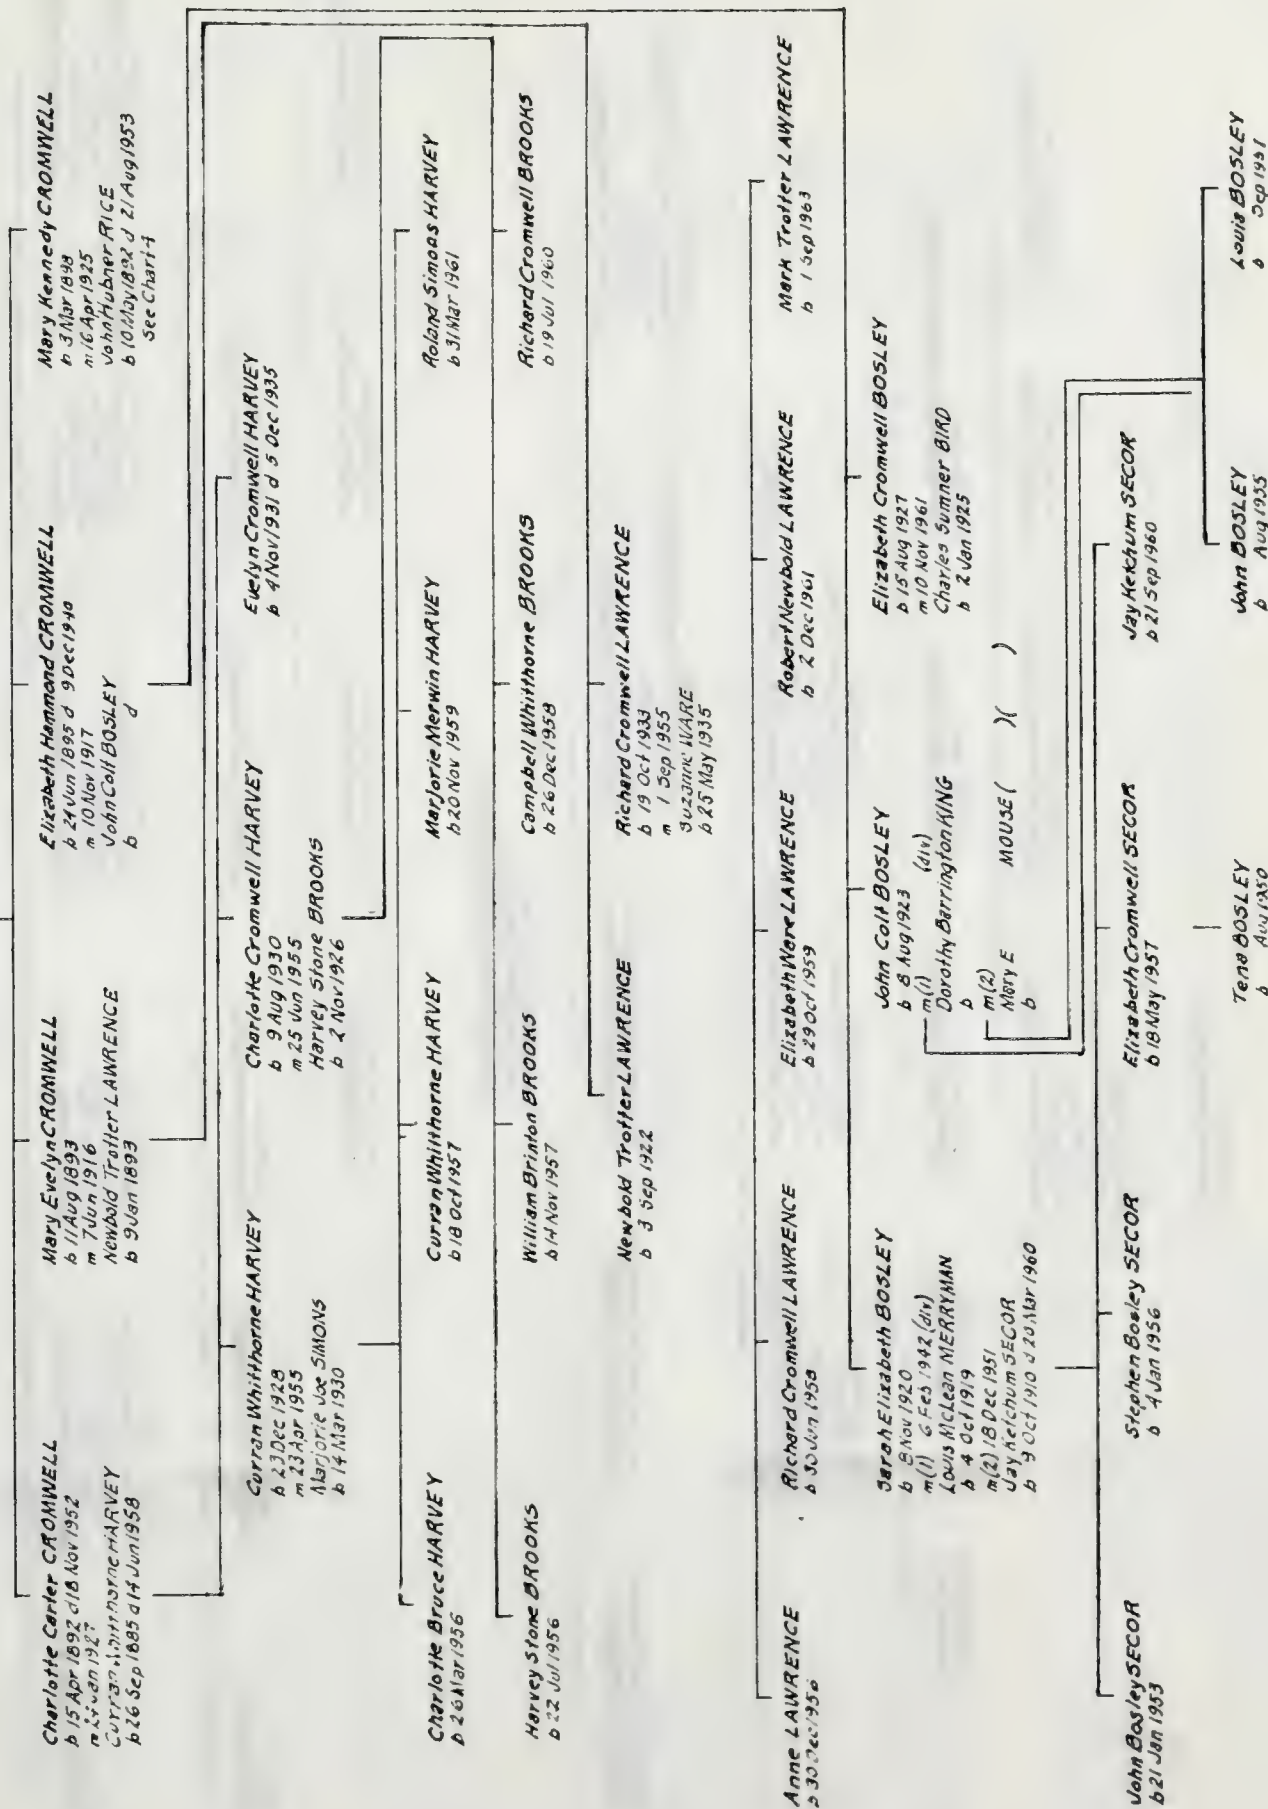 Charlotte Carter CROMWELL
b 15 Apr 1892 d 18 Nov 1952
Jan 1927
HARVEY
b 26 Sep 1885 d 14 Jun 1958
Mary Evelyn CROMWELL
b 11 Aug 1893
m 7 Jun 1916
Newbold Trotter LAWRENCE
b 9 Jan 1893
Elizabeth Hammond CROMWELL
b 24 Jun 1895 d 9 Dec 1940
m 10 Nov 1917
John Colt BOSLEY
b d
Mary Kennedy CROMWELL
b 3 Mar 1898
m 16 Apr 1925
John Hubner RICE
b 10 May 1892 d 21 Aug 1953
See Chart 4
Curran Whitthorne HARVEY
b 23 Dec 1928
m 23 Apr 1955
Marjorie Joe SIMONS
b 14 Mar 1930
Charlotte Cromwell HARVEY
b 9 Aug 1930
m 25 Jun 1955
Harvey Stone BROOKS
b 2 Nov 1926
Evelyn Cromwell HARVEY
b 4 Nov 1931 d 5 Dec 1935
Charlotte Bruce HARVEY
b 26 Mar 1956
Curran Whitthorne HARVEY
b 18 Oct 1957
Marjorie Merwin HARVEY
b 20 Nov 1959
Roland Simons HARVEY
b 31 Mar 1961
Harvey Stone BROOKS
b 22 Jul 1956
William Brinton BROOKS
b 14 Nov 1957
Campbell Whitthorne BROOKS
b 26 Dec 1958
Richard Cromwell BROOKS
b 19 Jul 1960
Newbold Trotter LAWRENCE
b 3 Sep 1922
Richard Cromwell LAWRENCE
b 19 Oct 1933
m 1 Sep 1955
Suzanne WARE
b 25 May 1935
Anne LAWRENCE
b 30 Dec 1956
Richard Cromwell LAWRENCE
b 30 Jun 1958
Elizabeth Ware LAWRENCE
b 29 Oct 1959
Robert Newbold LAWRENCE
b 2 Dec 1961
Mark Trotter LAWRENCE
b 1 Sep 1963
Sarah Elizabeth BOSLEY
b 8 Nov 1920
m(1) 6 Feb 1942 (div)
Louis McLean MERRYMAN
b 4 Oct 1919
m(2) 18 Dec 1951
Jay Ketchum SECOR
b 9 Oct 1910 d 20 Mar 1960
John Colt BOSLEY
b 8 Aug 1923
m(1) (div)
Dorothy Barrington KING
b
m(2)
Mary E MOUSE ( )( )
b
Elizabeth Cromwell BOSLEY
b 15 Aug 1927
m 10 Nov 1961
Charles Sumner BIRD
b 2 Jan 1925
John Bosley SECOR
b 21 Jan 1953
Stephen Bosley SECOR
b 4 Jan 1956
Elizabeth Cromwell SECOR
b 18 May 1957
Jay Ketchum SECOR
b 21 Sep 1960
Tena BOSLEY
b Aug 1950
John BOSLEY
b Aug 1955
Louis BOSLEY
b Sep